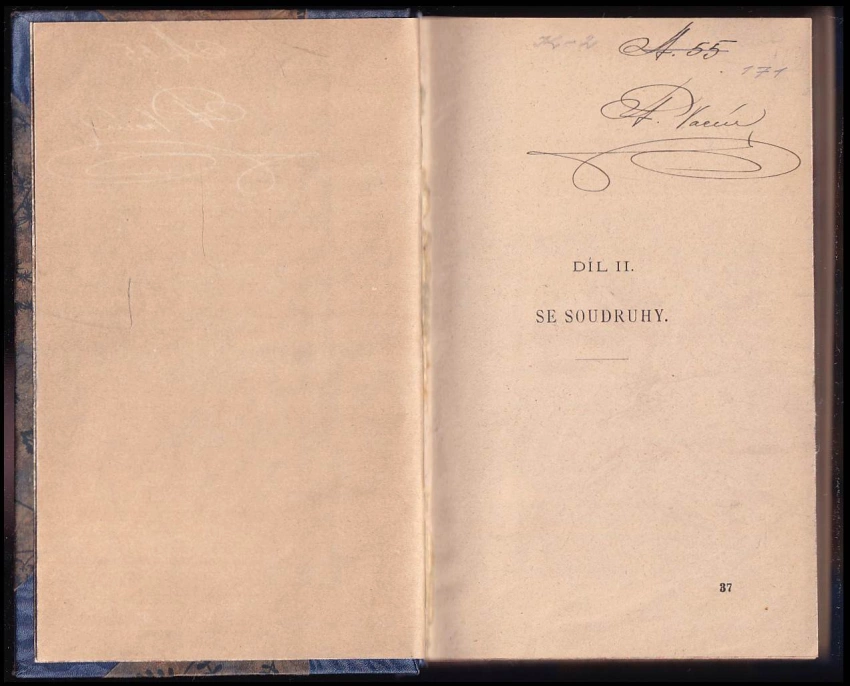 A. 55
171
DÍL II.
SE SOUDRUHY.
37